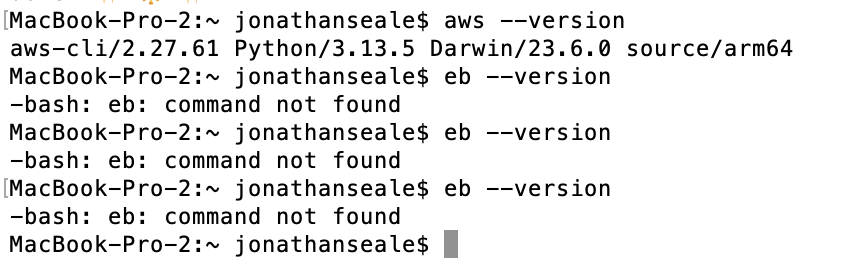 [MacBook-Pro-2:~ jonathanseale$ aws --version
aws-cli/2.27.61 Python/3.13.5 Darwin/23.6.0 source/arm64
MacBook-Pro-2:~ jonathanseale$ eb --version
-bash: eb: command not found
MacBook-Pro-2:~ jonathanseale$ eb --version
-bash: eb: command not found
[MacBook-Pro-2:~ jonathanseale$ eb --version
-bash: eb: command not found
MacBook-Pro-2:~ jonathanseale$